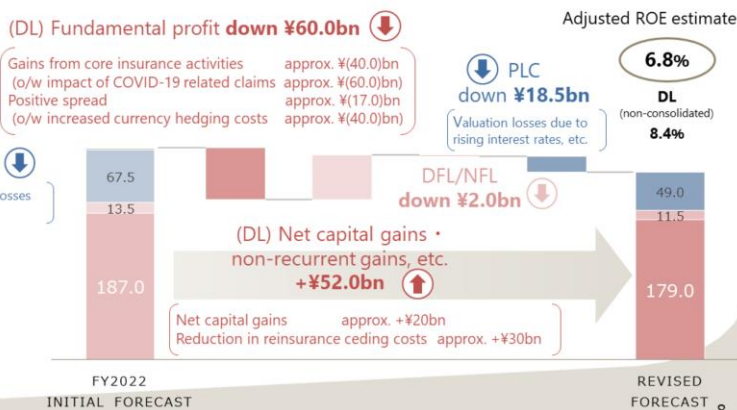 (DL) Fundamental profit down ¥60.0bn
Gains from core insurance activities approx. ¥(40.0)bn
(o/w impact of COVID-19 related claims approx. ¥(60.0)bn
Positive spread approx. ¥(17.0)bn
(o/w increased currency hedging costs approx. ¥(40.0)bn
Adjusted ROE estimate
6.8%
DL
(non-consolidated)
8.4%
PLC
down ¥18.5bn
Valuation losses due to
rising interest rates, etc.
osses
67.5
13.5
187.0
DFL/NFL
down ¥2.0bn
(DL) Net capital gains・
non-recurrent gains, etc.
+¥52.0bn
Net capital gains approx. +¥20bn
Reduction in reinsurance ceding costs approx. +¥30bn
49.0
11.5
179.0
FY2022
INITIAL FORECAST
REVISED
FORECAST